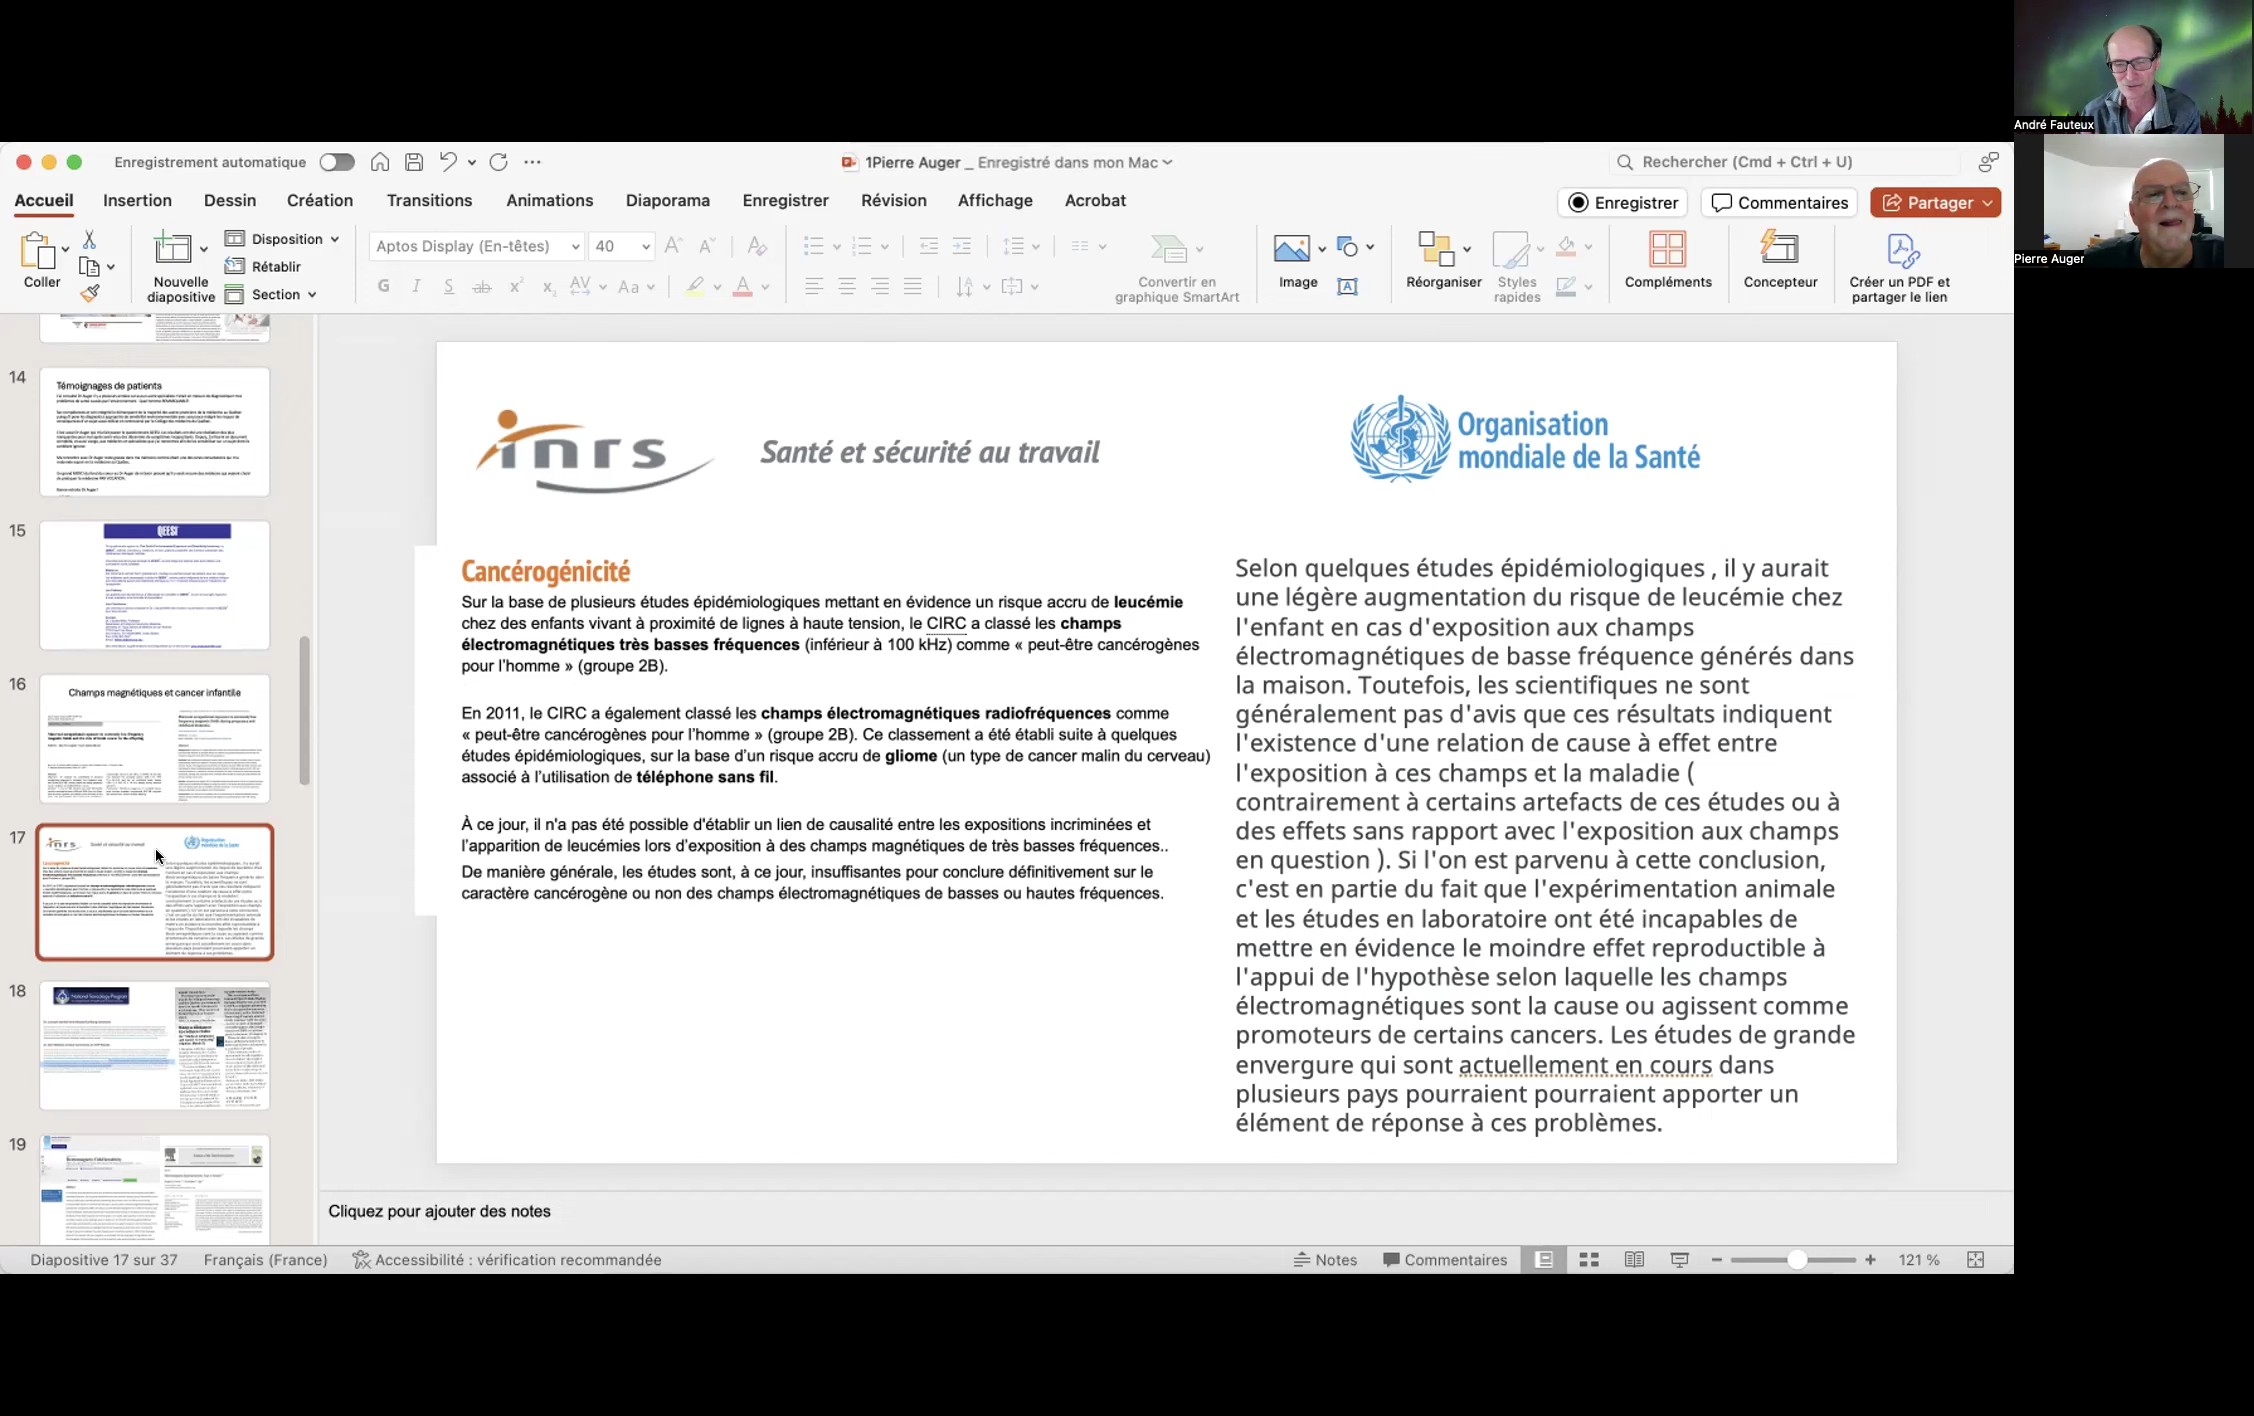 André Fauteux
Pierre Auger
Enregistrement automatique
1Pierre Auger _ Enregistré dans mon Mac
Rechercher (Cmd + Ctrl + U)
Accueil Insertion Dessin Création Transitions Animations Diaporama Enregistrer Révision Affichage Acrobat
Enregistrer Commentaires Partager
Coller
Nouvelle diapositive
Disposition
Rétablir
Section
Aptos Display (En-têtes) 40
G I S ab x² x₂ AV Aa A
Convertir en graphique SmartArt
Image
Réorganiser
Styles rapides
Compléments
Concepteur
Créer un PDF et partager le lien
14
Témoignages de patients
15
QEESI
16
Champs magnétiques et cancer infantile
17
18
National Toxicology Program
19
inrs Santé et sécurité au travail
Organisation
mondiale de la Santé
Cancérogénicité
Sur la base de plusieurs études épidémiologiques mettant en évidence un risque accru de leucémie
chez des enfants vivant à proximité de lignes à haute tension, le CIRC a classé les champs
électromagnétiques très basses fréquences (inférieur à 100 kHz) comme « peut-être cancérogènes
pour l'homme » (groupe 2B).
En 2011, le CIRC a également classé les champs électromagnétiques radiofréquences comme
« peut-être cancérogènes pour l'homme » (groupe 2B). Ce classement a été établi suite à quelques
études épidémiologiques, sur la base d'un risque accru de gliome (un type de cancer malin du cerveau)
associé à l'utilisation de téléphone sans fil.
À ce jour, il n'a pas été possible d'établir un lien de causalité entre les expositions incriminées et
l'apparition de leucémies lors d'exposition à des champs magnétiques de très basses fréquences..
De manière générale, les études sont, à ce jour, insuffisantes pour conclure définitivement sur le
caractère cancérogène ou non des champs électromagnétiques de basses ou hautes fréquences.
Selon quelques études épidémiologiques , il y aurait
une légère augmentation du risque de leucémie chez
l'enfant en cas d'exposition aux champs
électromagnétiques de basse fréquence générés dans
la maison. Toutefois, les scientifiques ne sont
généralement pas d'avis que ces résultats indiquent
l'existence d'une relation de cause à effet entre
l'exposition à ces champs et la maladie (
contrairement à certains artefacts de ces études ou à
des effets sans rapport avec l'exposition aux champs
en question ). Si l'on est parvenu à cette conclusion,
c'est en partie du fait que l'expérimentation animale
et les études en laboratoire ont été incapables de
mettre en évidence le moindre effet reproductible à
l'appui de l'hypothèse selon laquelle les champs
électromagnétiques sont la cause ou agissent comme
promoteurs de certains cancers. Les études de grande
envergure qui sont actuellement en cours dans
plusieurs pays pourraient pourraient apporter un
élément de réponse à ces problèmes.
Cliquez pour ajouter des notes
Diapositive 17 sur 37 Français (France) Accessibilité : vérification recommandée Notes Commentaires 121 %